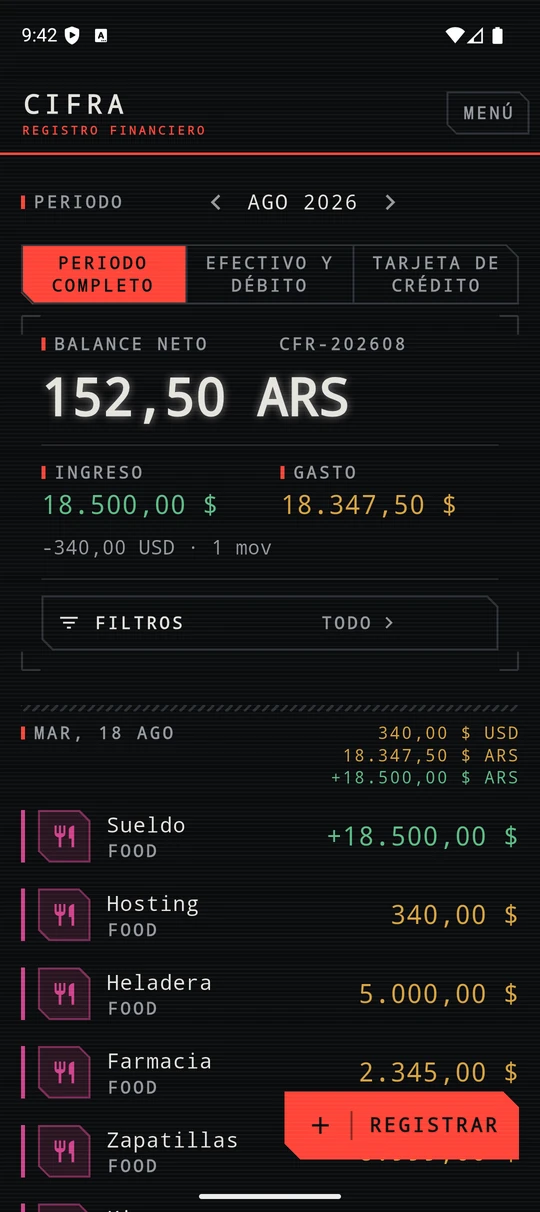 9:42
CIFRA
REGISTRO FINANCIERO
MENÚ
PERIODO
AGO 2026
PERIODO COMPLETO
EFECTIVO Y DÉBITO
TARJETA DE CRÉDITO
BALANCE NETO
CFR-202608
152,50 ARS
INGRESO
GASTO
18.500,00 $
18.347,50 $
-340,00 USD · 1 mov
FILTROS
TODO
MAR, 18 AGO
340,00 $ USD
18.347,50 $ ARS
+18.500,00 $ ARS
Sueldo
+18.500,00 $
FOOD
Hosting
340,00 $
FOOD
Heladera
5.000,00 $
FOOD
Farmacia
2.345,00 $
FOOD
+ REGISTRAR
Zapatillas
FOOD